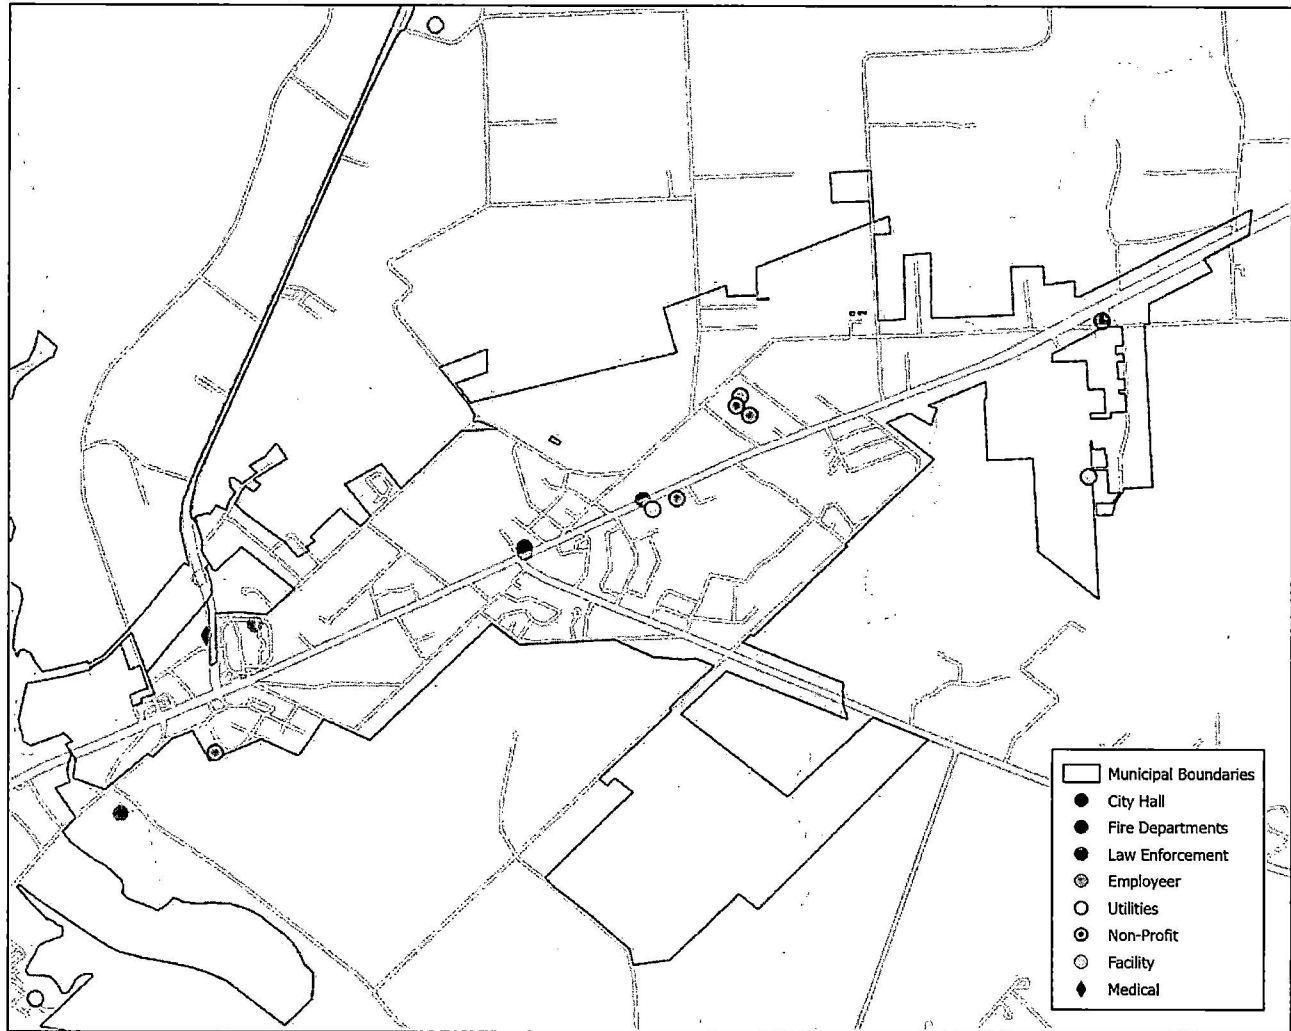 Municipal Boundaries
City Hall
Fire Departments
Law Enforcement
Employeer
Utilities
Non-Profit
Facility
Medical